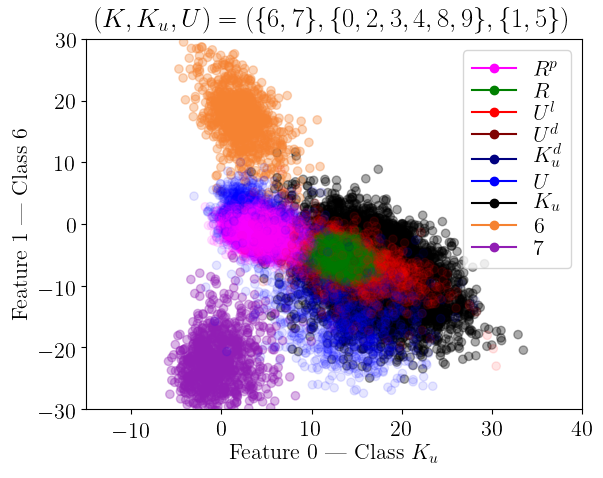 (K, K_u, U) = ({6, 7}, {0, 2, 3, 4, 8, 9}, {1, 5})
30
20
10
0
−10
−20
−30
Feature 1 — Class 6
R^p
R
U^l
U^d
K_u^d
U
K_u
6
7
−10 0 10 20 30 40
Feature 0 — Class K_u